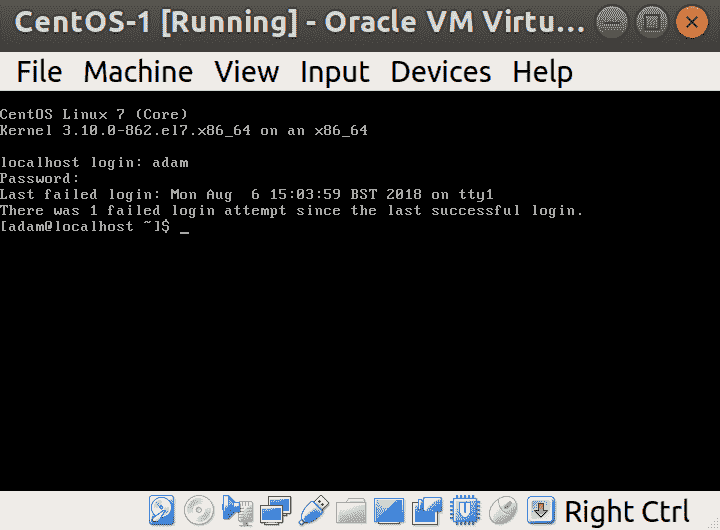 CentOS-1 [Running] - Oracle VM Virtu...
File Machine View Input Devices Help
CentOS Linux 7 (Core)
Kernel 3.10.0-862.el7.x86_64 on an x86_64
localhost login: adam
Password:
Last failed login: Mon Aug  6 15:03:59 BST 2018 on tty1
There was 1 failed login attempt since the last successful login.
[adam@localhost ~]$ _
Right Ctrl